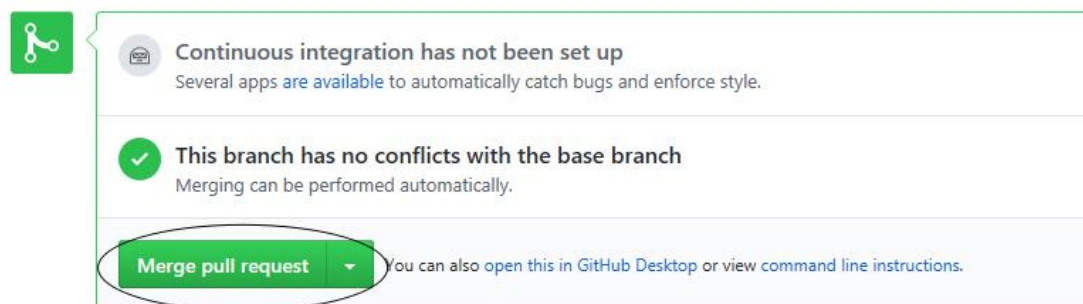 Continuous integration has not been set up
Several apps are available to automatically catch bugs and enforce style.
This branch has no conflicts with the base branch
Merging can be performed automatically.
Merge pull request You can also open this in GitHub Desktop or view command line instructions.